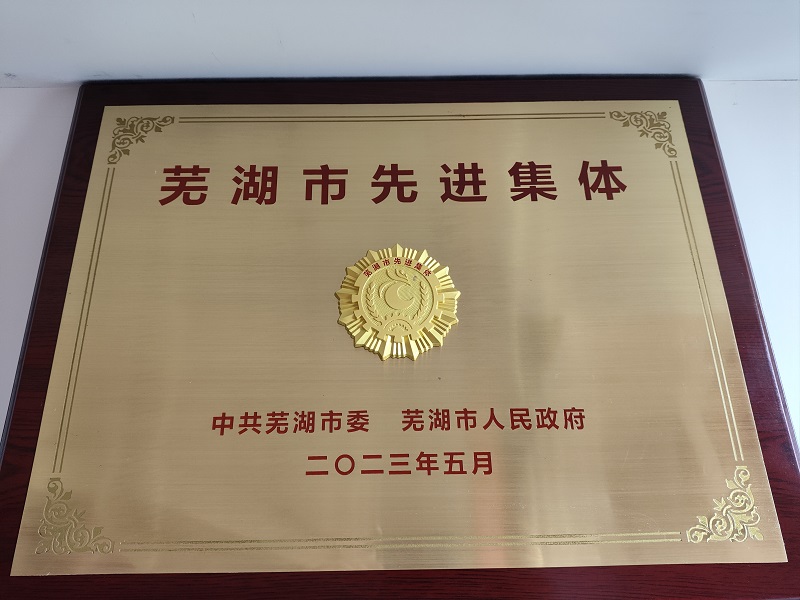 芜湖市先进集体
芜湖市先进集体
中共芜湖市委 芜湖市人民政府
二〇二三年五月